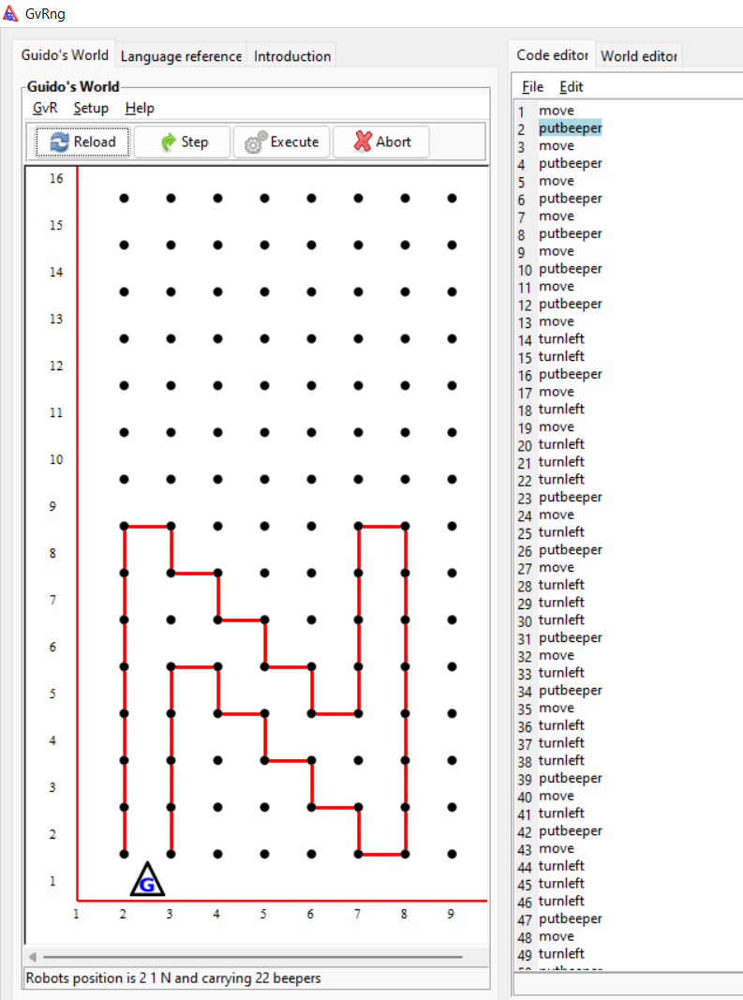 GvRng
Guido's World Language reference Introduction
Guido's World
GvR Setup Help
Reload Step Execute Abort
16
15
14
13
12
11
10
9
8
7
6
5
4
3
2
1
G
1 2 3 4 5 6 7 8 9
Robots position is 2 1 N and carrying 22 beepers
Code editor World editor
File Edit
1 move
2 putbeeper
3 move
4 putbeeper
5 move
6 putbeeper
7 move
8 putbeeper
9 move
10 putbeeper
11 move
12 putbeeper
13 move
14 turnleft
15 turnleft
16 putbeeper
17 move
18 turnleft
19 move
20 turnleft
21 turnleft
22 turnleft
23 putbeeper
24 move
25 turnleft
26 putbeeper
27 move
28 turnleft
29 turnleft
30 turnleft
31 putbeeper
32 move
33 turnleft
34 putbeeper
35 move
36 turnleft
37 turnleft
38 turnleft
39 putbeeper
40 move
41 turnleft
42 putbeeper
43 move
44 turnleft
45 turnleft
46 turnleft
47 putbeeper
48 move
49 turnleft